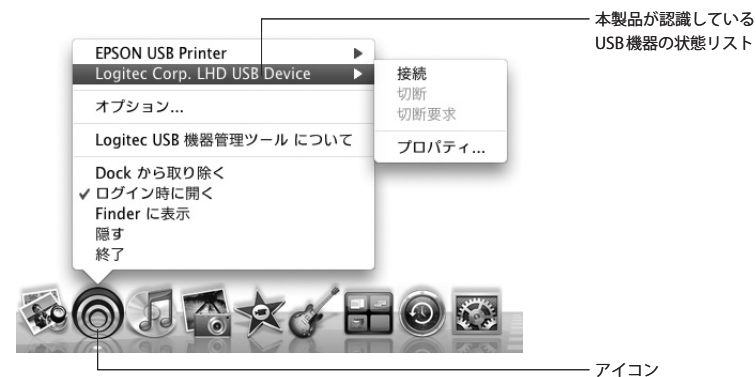 本製品が認識している
USB機器の状態リスト
EPSON USB Printer
Logitec Corp. LHD USB Device
接続
切断
切断要求
プロパティ...
オプション...
Logitec USB 機器管理ツール について
Dock から取り除く
ログイン時に開く
Finder に表示
隠す
終了
アイコン